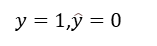 y = 1, ŷ = 0